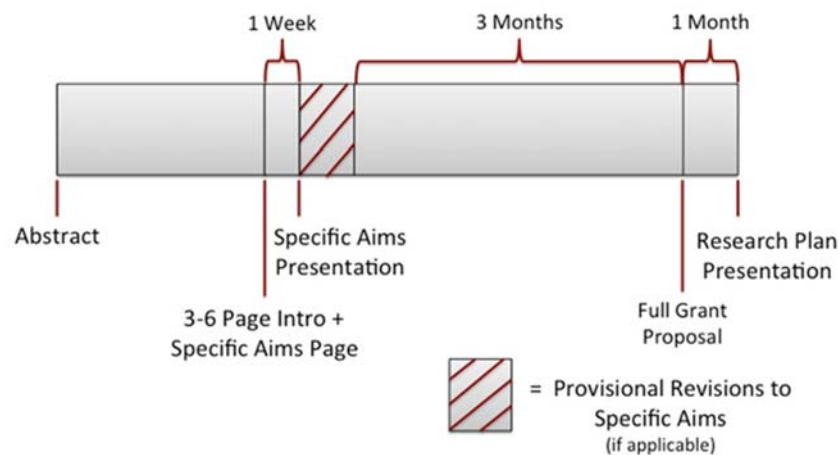 1 Week
3 Months
1 Month
Abstract
Specific Aims
Presentation
Research Plan
Presentation
3-6 Page Intro +
Specific Aims Page
Full Grant
Proposal
= Provisional Revisions to
Specific Aims
(if applicable)